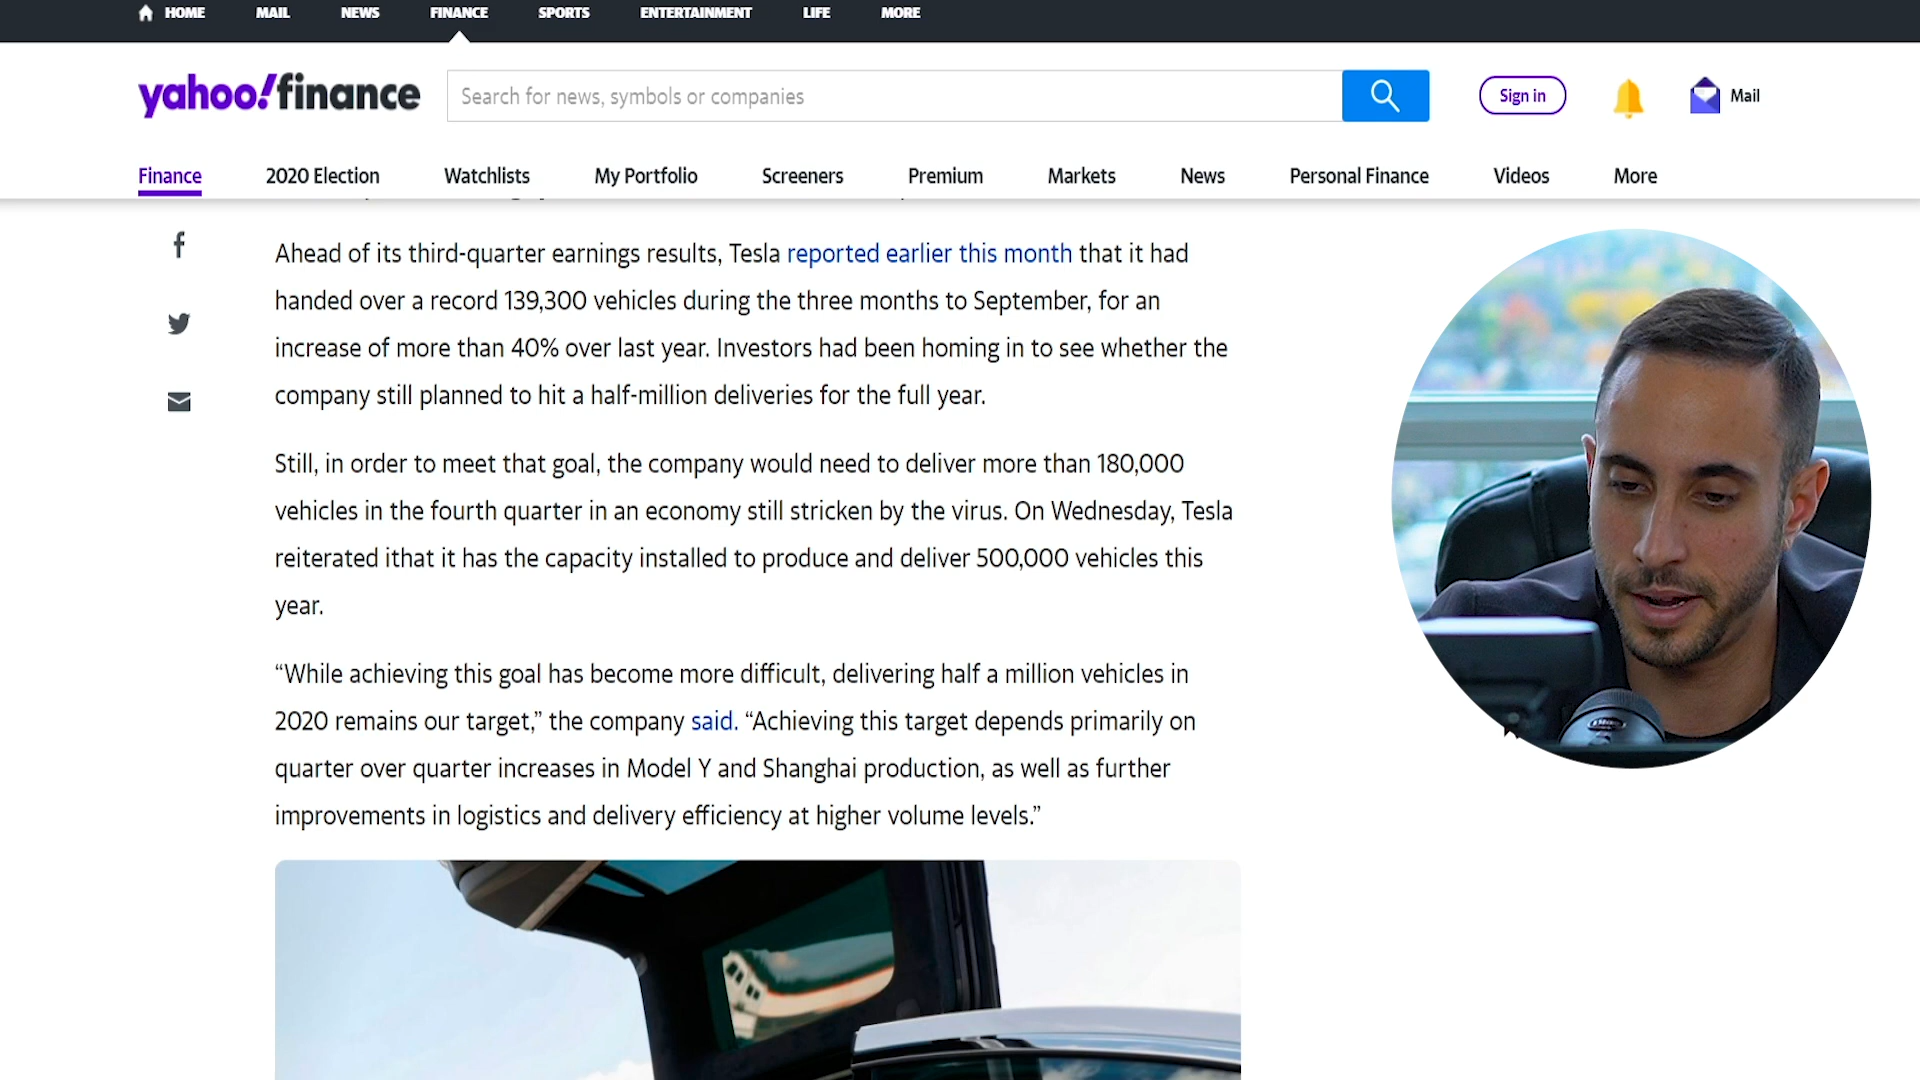 HOME MAIL NEWS FINANCE SPORTS ENTERTAINMENT LIFE MORE
yahoo!finance Search for news, symbols or companies Sign in Mail
Finance 2020 Election Watchlists My Portfolio Screeners Premium Markets News Personal Finance Videos More
Ahead of its third-quarter earnings results, Tesla reported earlier this month that it had
handed over a record 139,300 vehicles during the three months to September, for an
increase of more than 40% over last year. Investors had been homing in to see whether the
company still planned to hit a half-million deliveries for the full year.
Still, in order to meet that goal, the company would need to deliver more than 180,000
vehicles in the fourth quarter in an economy still stricken by the virus. On Wednesday, Tesla
reiterated ithat it has the capacity installed to produce and deliver 500,000 vehicles this
year.
“While achieving this goal has become more difficult, delivering half a million vehicles in
2020 remains our target,” the company said. “Achieving this target depends primarily on
quarter over quarter increases in Model Y and Shanghai production, as well as further
improvements in logistics and delivery efficiency at higher volume levels.”